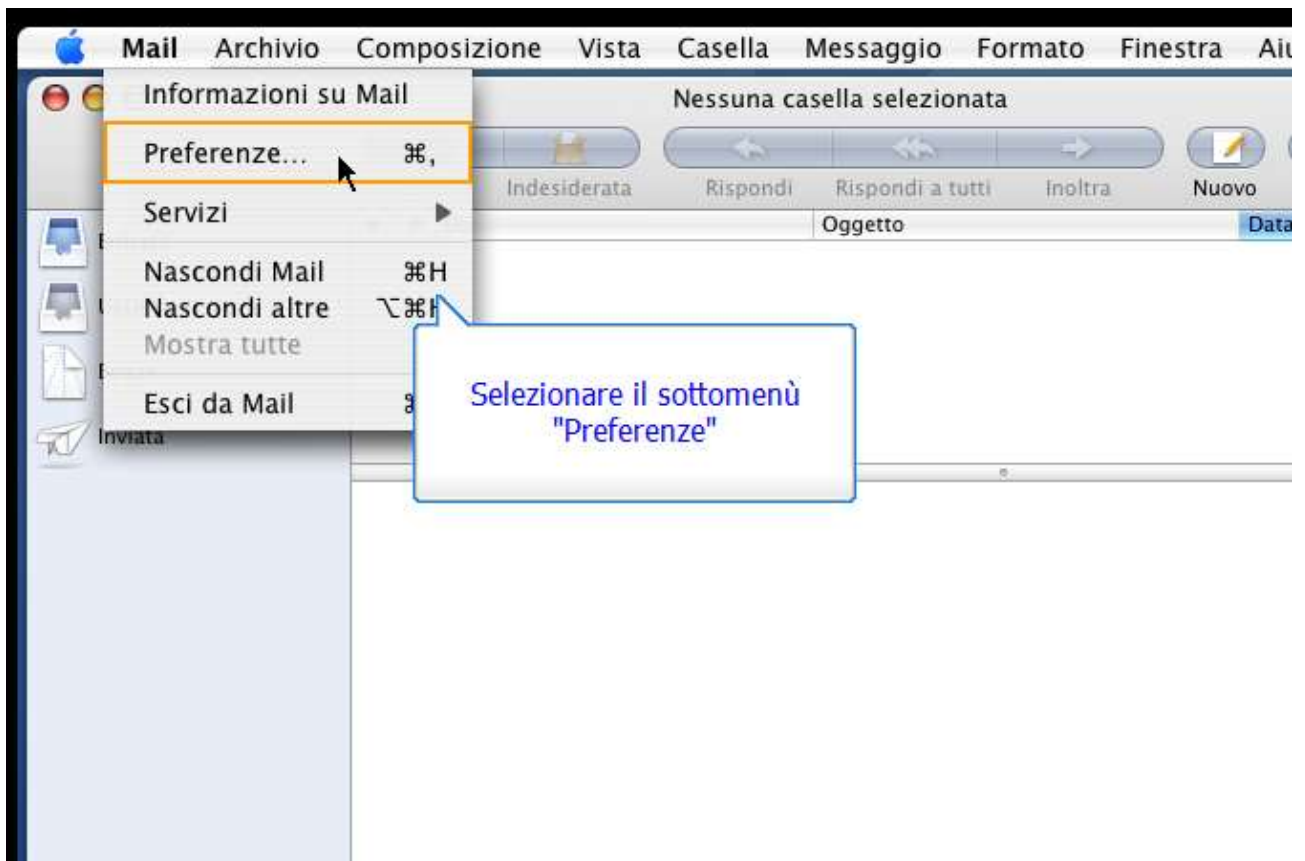 Mail Archivio Composizione Vista Casella Messaggio Formato Finestra
Informazioni su Mail
Nessuna casella selezionata
Preferenze... ⌘,
Indesiderata Rispondi Rispondi a tutti Inoltra Nuovo
Servizi
Oggetto Data
Nascondi Mail ⌘H
Nascondi altre ⌥⌘H
Mostra tutte
Esci da Mail
Inviata
Selezionare il sottomenù
"Preferenze"